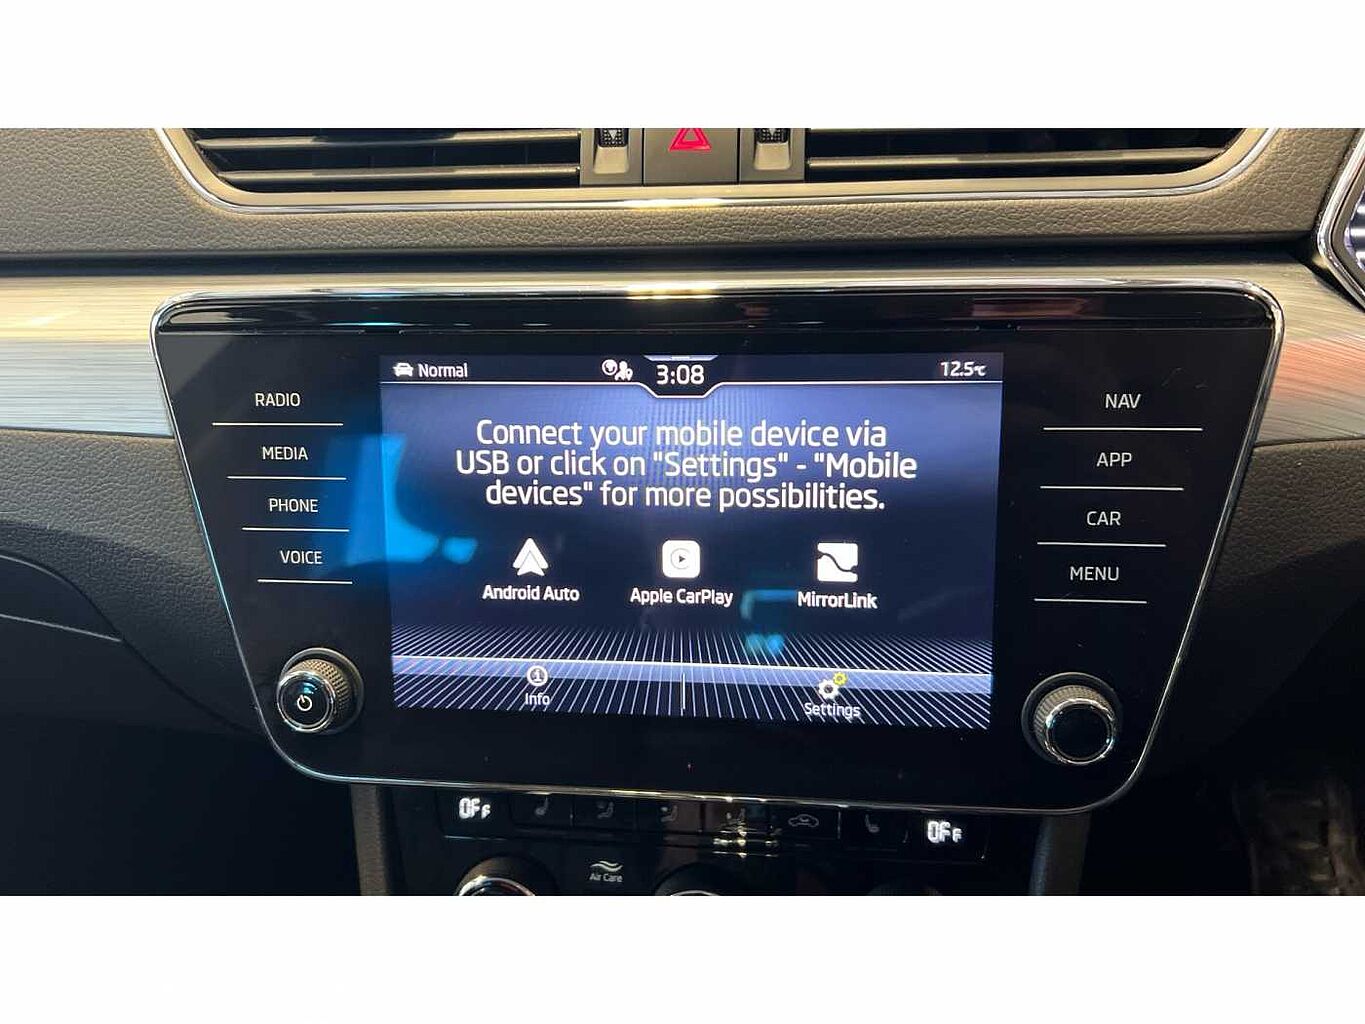 Normal
3:08
12.5°C
RADIO
MEDIA
PHONE
VOICE
NAV
APP
CAR
MENU
Connect your mobile device via
USB or click on "Settings" - "Mobile
devices" for more possibilities.
Android Auto
Apple CarPlay
MirrorLink
Info
Settings
OFF
OFF
Air Care